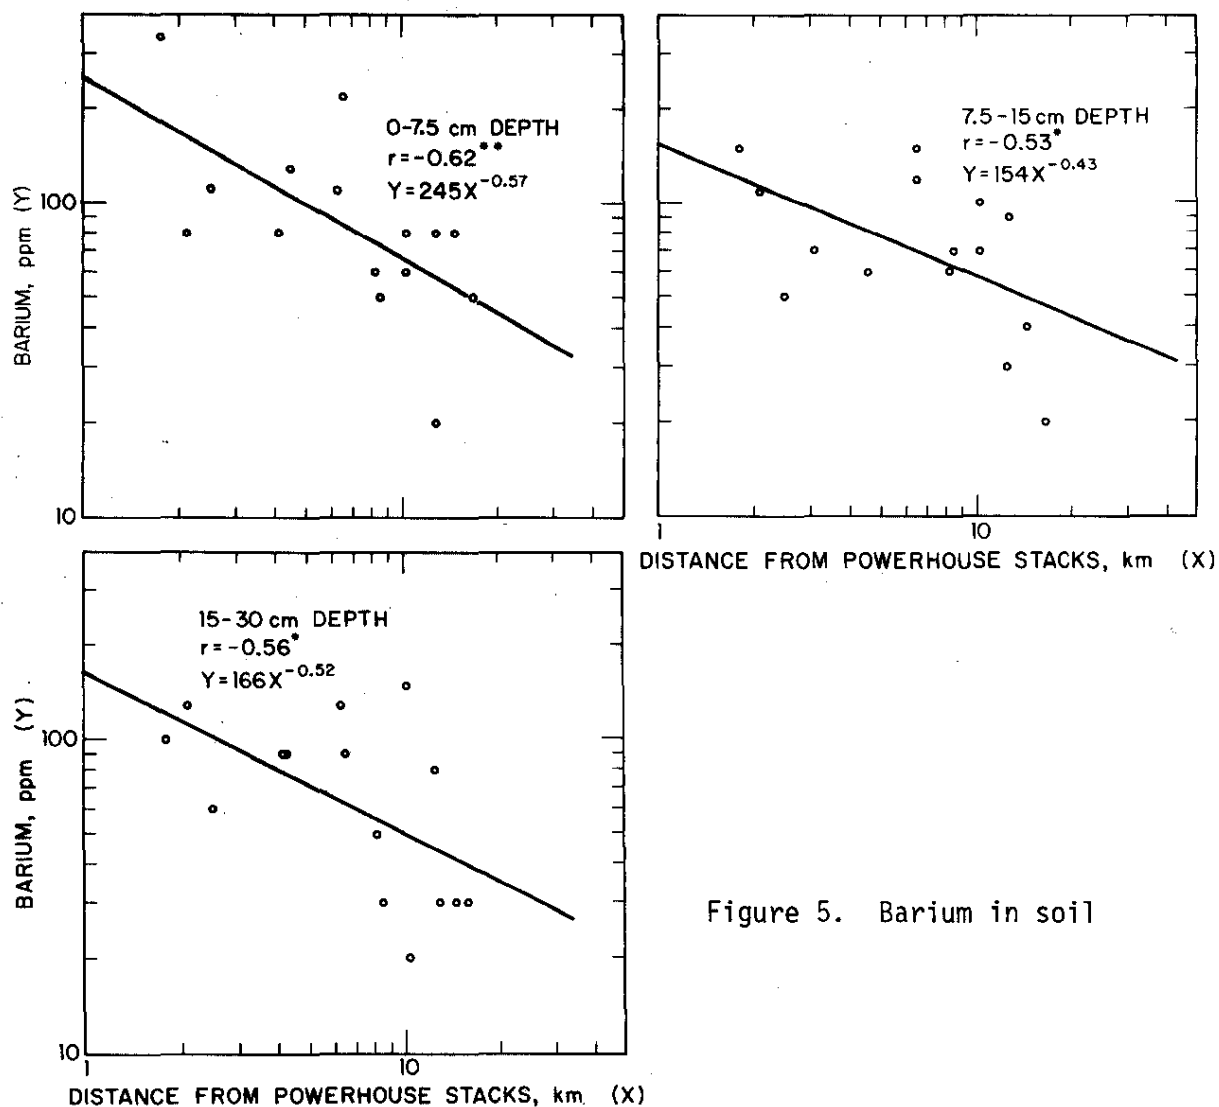 0-7.5 cm DEPTH
r=-0.62**
Y=245X^-0.57
100
10
BARIUM, ppm (Y)
7.5-15 cm DEPTH
r=-0.53*
Y=154X^-0.43
1
10
DISTANCE FROM POWERHOUSE STACKS, km (X)
15-30 cm DEPTH
r=-0.56*
Y=166X^-0.52
100
10
BARIUM, ppm (Y)
1
10
DISTANCE FROM POWERHOUSE STACKS, km (X)
Figure 5. Barium in soil